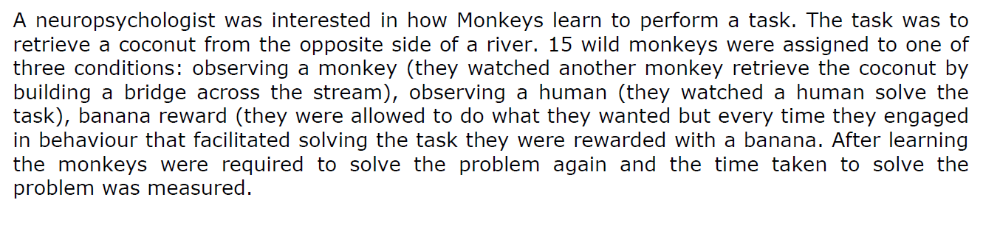 A neuropsychologist was interested in how Monkeys learn to perform a task. The task was to
retrieve a coconut from the opposite side of a river. 15 wild monkeys were assigned to one of
three conditions: observing a monkey (they watched another monkey retrieve the coconut by
building a bridge across the stream), observing a human (they watched a human solve the
task), banana reward (they were allowed to do what they wanted but every time they engaged
in behaviour that facilitated solving the task they were rewarded with a banana. After learning
the monkeys were required to solve the problem again and the time taken to solve the
problem was measured.